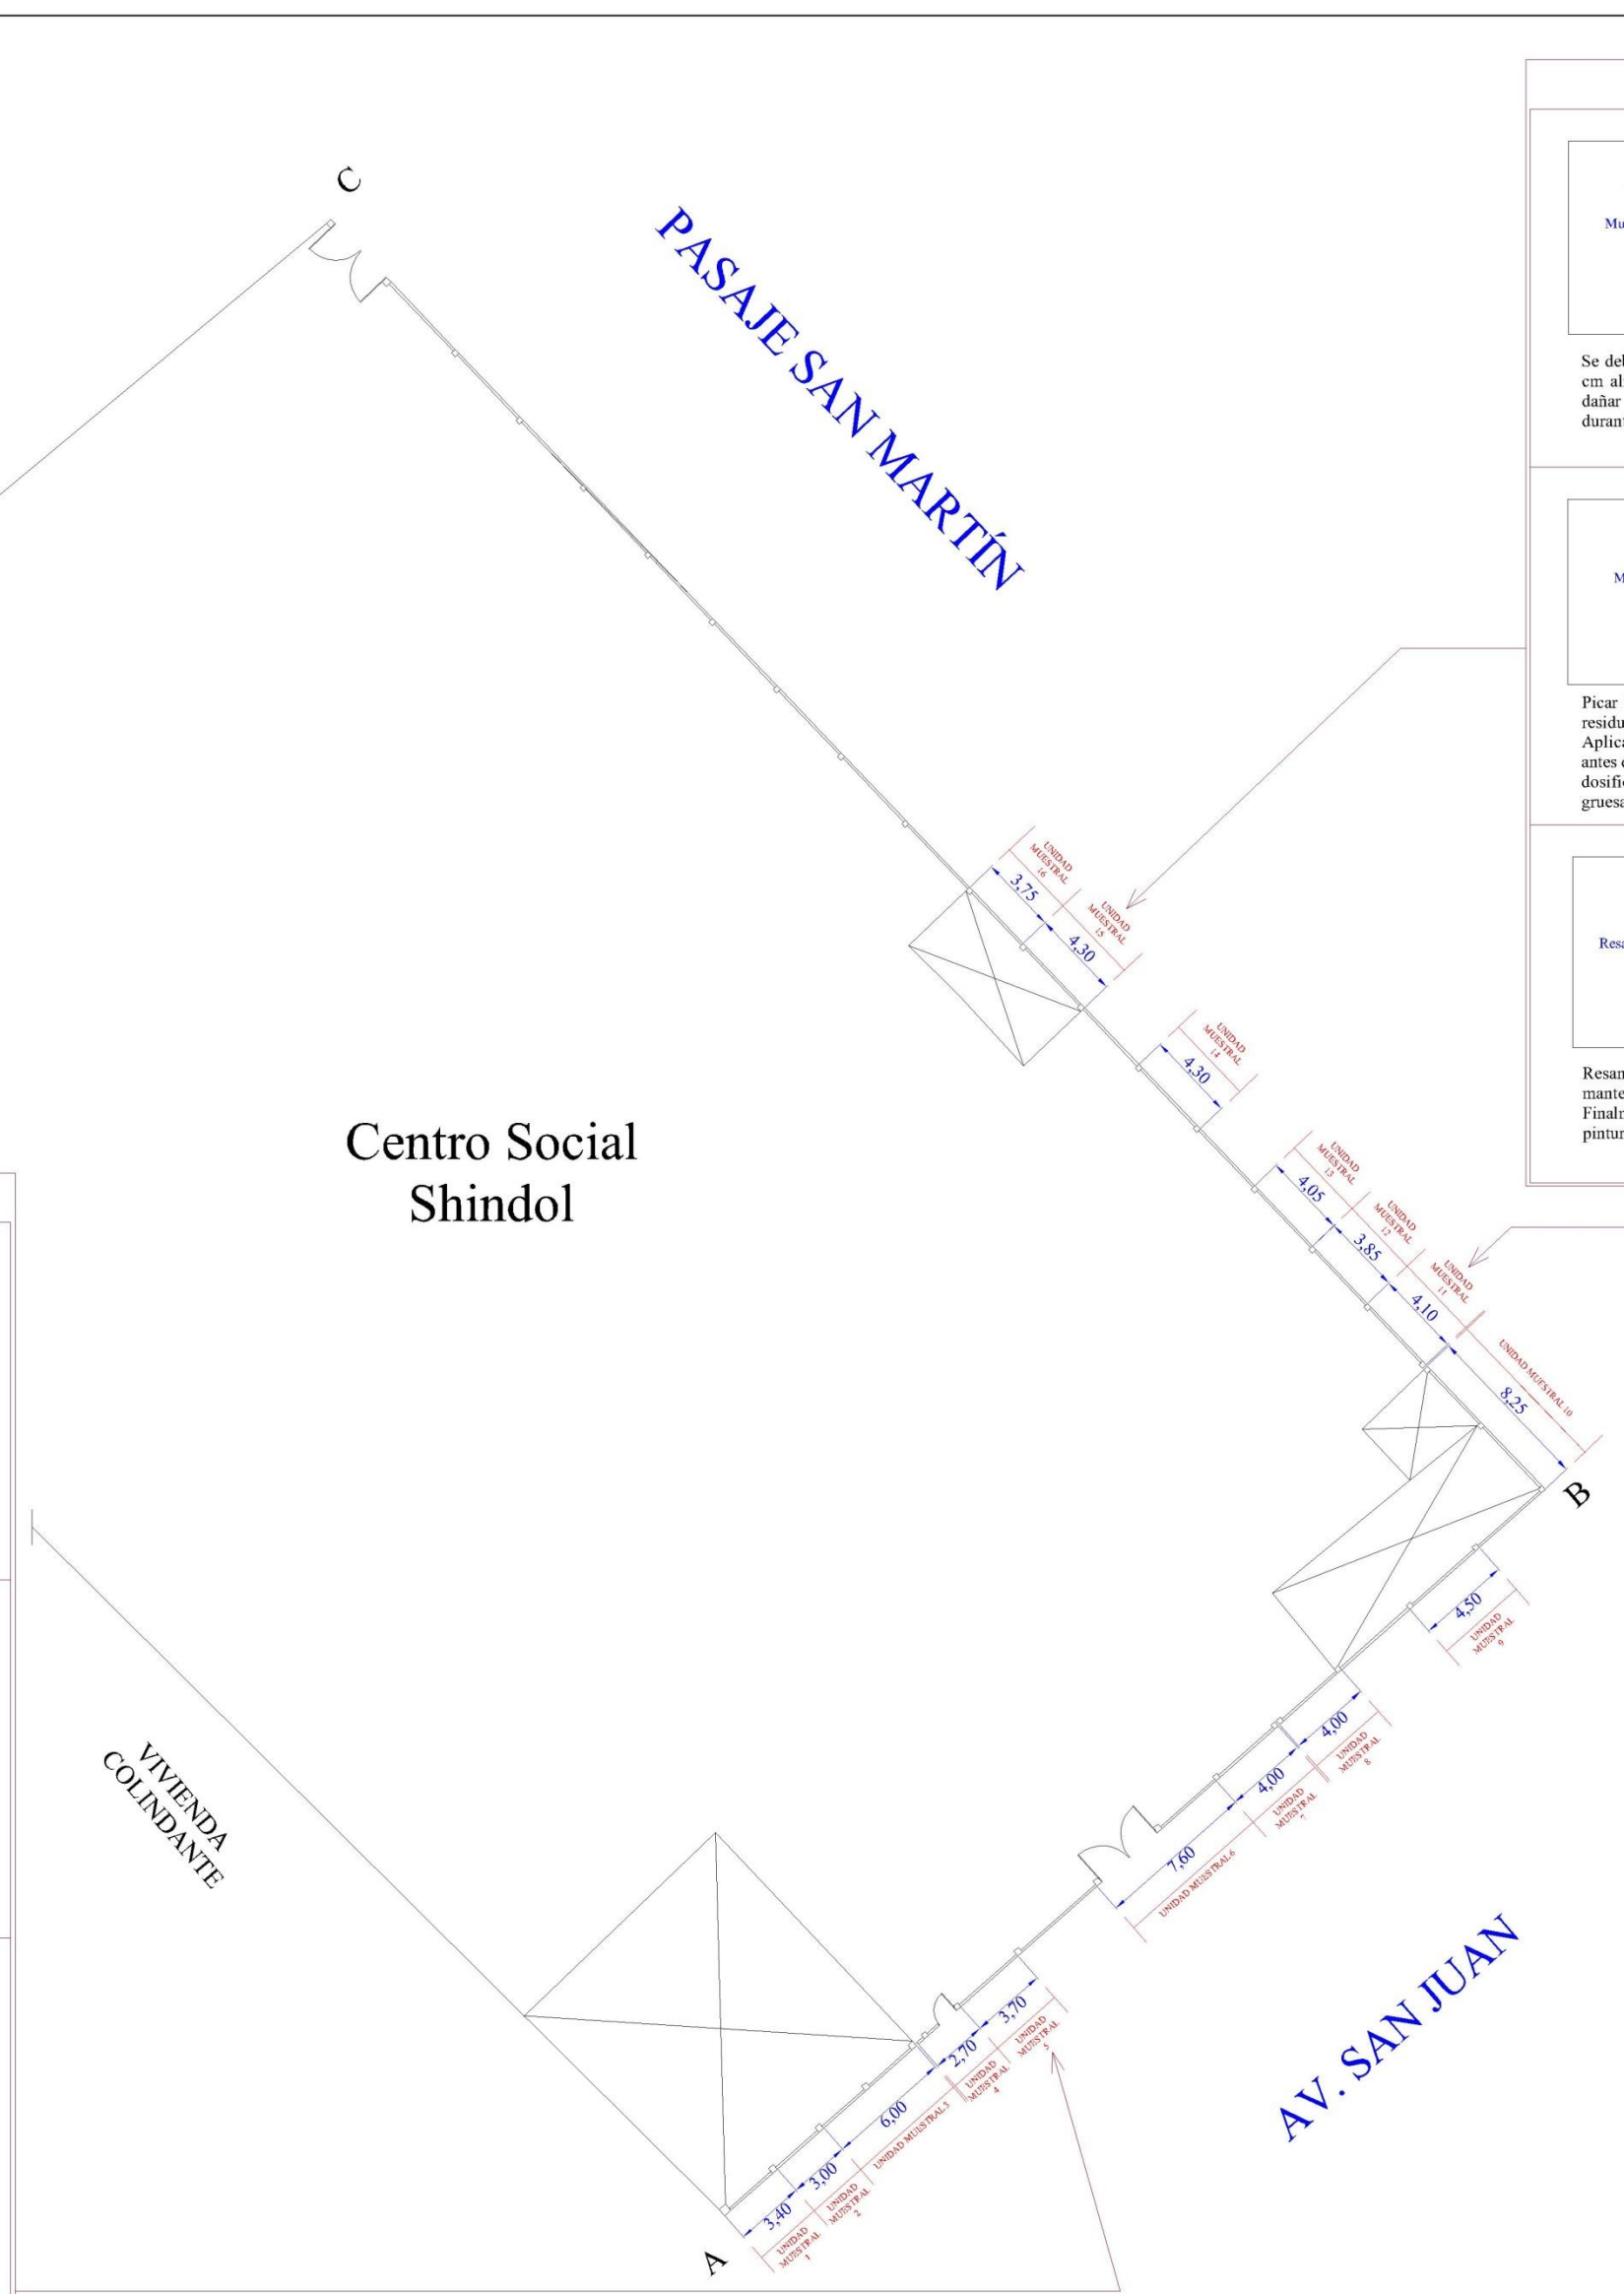 C
PASAJE SAN MARTÍN
Mu
Se de
cm al
dañar
duran
M
Picar
residu
Aplica
antes
dosifi
gruesa
Resa
Resan
mante
Final
pintur
UNIDAD
MUESTRAL
16
3,75
UNIDAD
MUESTRAL
15
4,30
UNIDAD
MUESTRAL
14
4,30
Centro Social
Shindol
UNIDAD
MUESTRAL
13
4,05
UNIDAD
MUESTRAL
12
3,85
UNIDAD
MUESTRAL
11
4,10
UNIDAD MUESTRAL 10
8,25
B
4,50
UNIDAD
MUESTRAL
9
4,00
UNIDAD
MUESTRAL
8
4,00
UNIDAD
MUESTRAL
7
7,60
UNIDAD MUESTRAL 6
VIVIENDA
COLINDANTE
AV. SAN JUAN
3,70
UNIDAD
MUESTRAL
5
2,70
UNIDAD
MUESTRAL
4
6,00
UNIDAD MUESTRAL 3
3,00
UNIDAD
MUESTRAL
2
3,40
UNIDAD
MUESTRAL
1
A